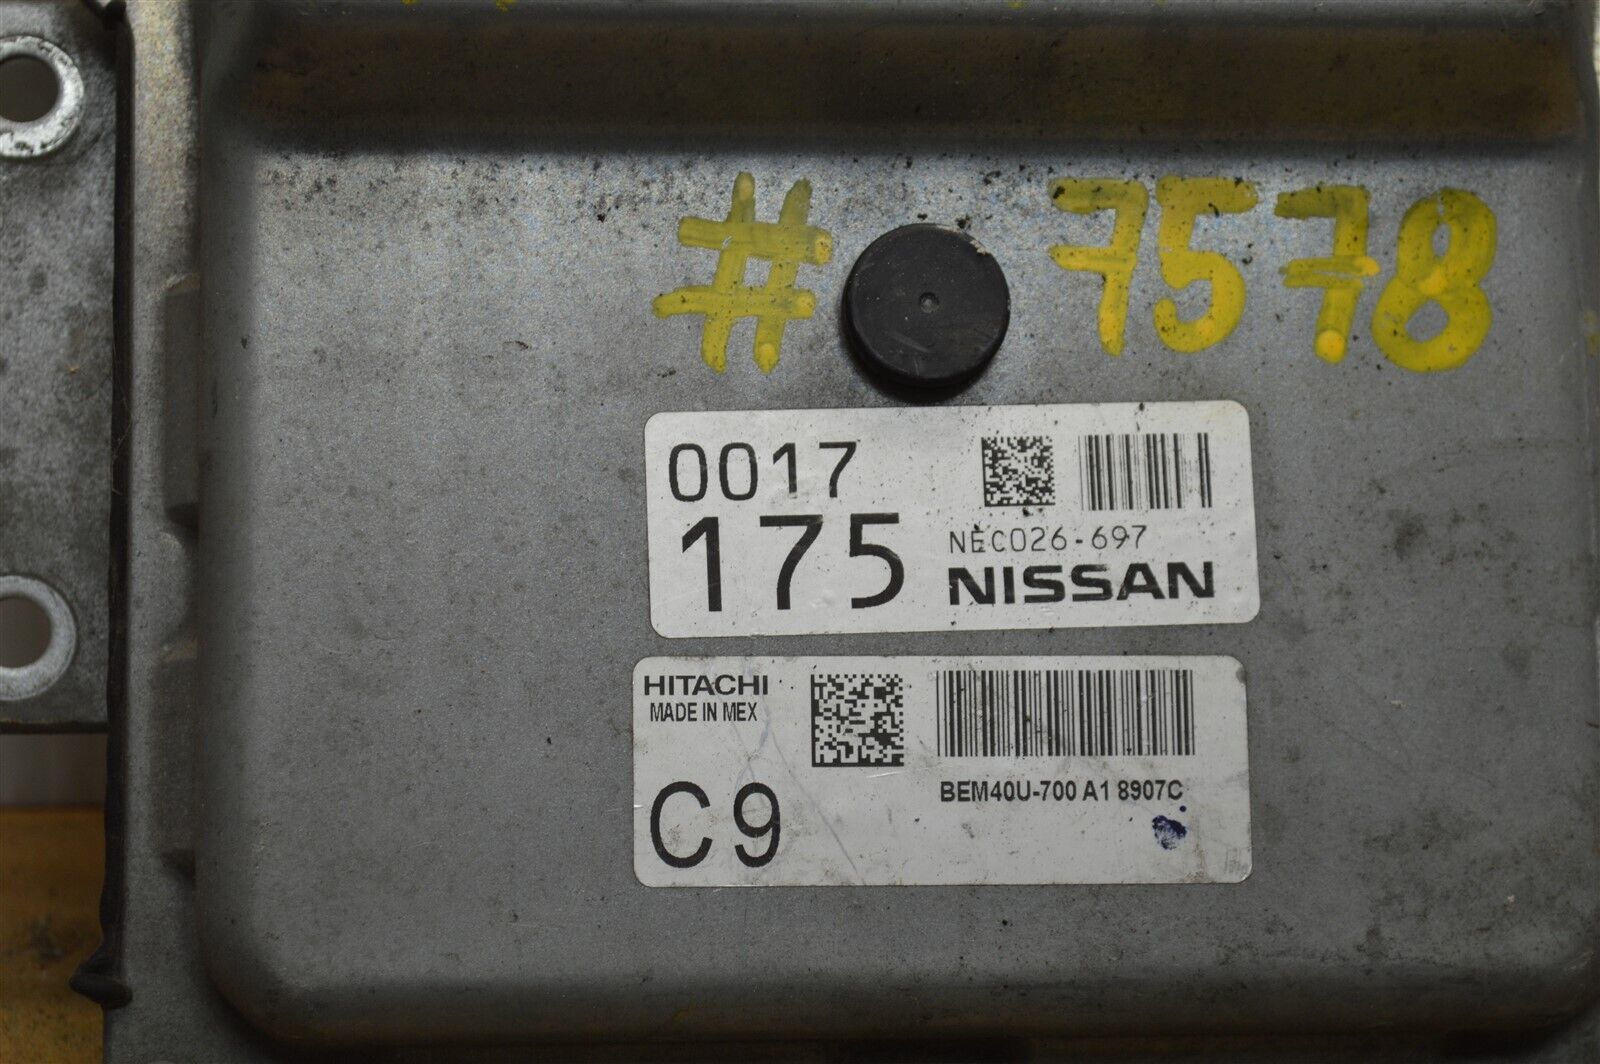 # 7578
0017
175
NEC026-697
NISSAN
HITACHI
MADE IN MEX
C9
BEM40U-700 A1 8907C